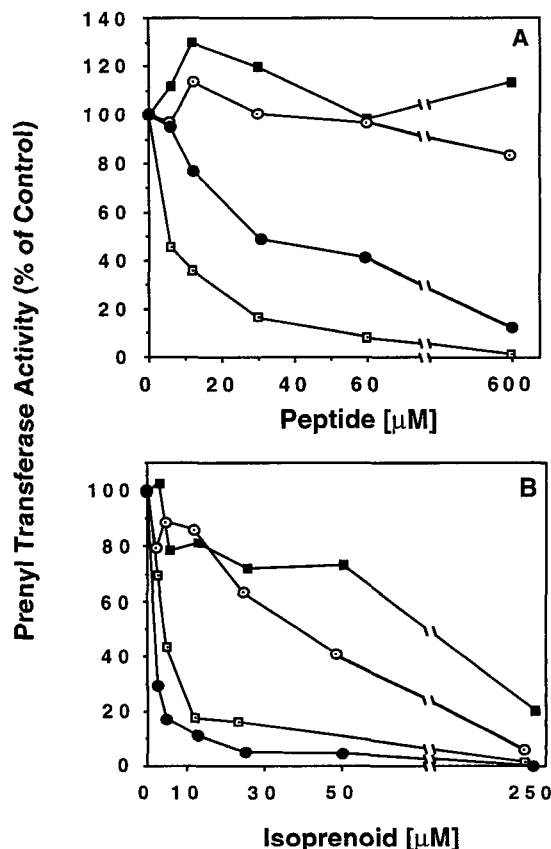 Prenyl Transferase Activity (% of Control)
A
140
120
100
80
60
40
20
0
0 20 40 60 600
Peptide [μM]
B
100
80
60
40
20
0
0 10 30 50 250
Isoprenoid [μM]